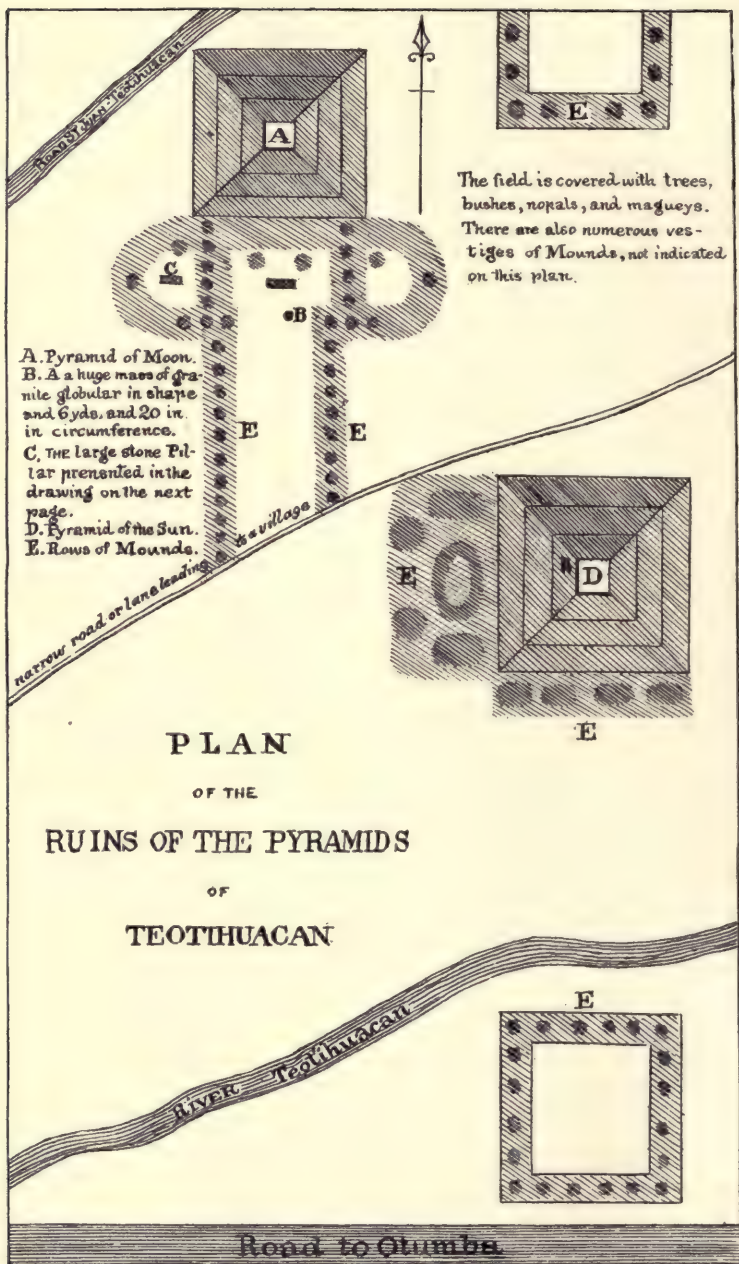 Road St Juan-Teotihuacan
A
E
The field is covered with trees,
bushes, nopals, and magueys.
There are also numerous ves-
tiges of Mounds, not indicated
on this plan.
C
B
A. Pyramid of Moon.
B. A a huge mass of gra-
nite globular in shape
and 6 yds, and 20 in
in circumference.
C. THE large stone Pil-
lar prensented in the
drawing on the next
page.
D. Pyramid of the Sun.
E. Rows of Mounds.
E
E
narrow road or lane leading to a village
E
B
D
E
PLAN
OF THE
RUINS OF THE PYRAMIDS
OF
TEOTIHUACAN
RIVER Teotihuacan
E
Road to Otumba